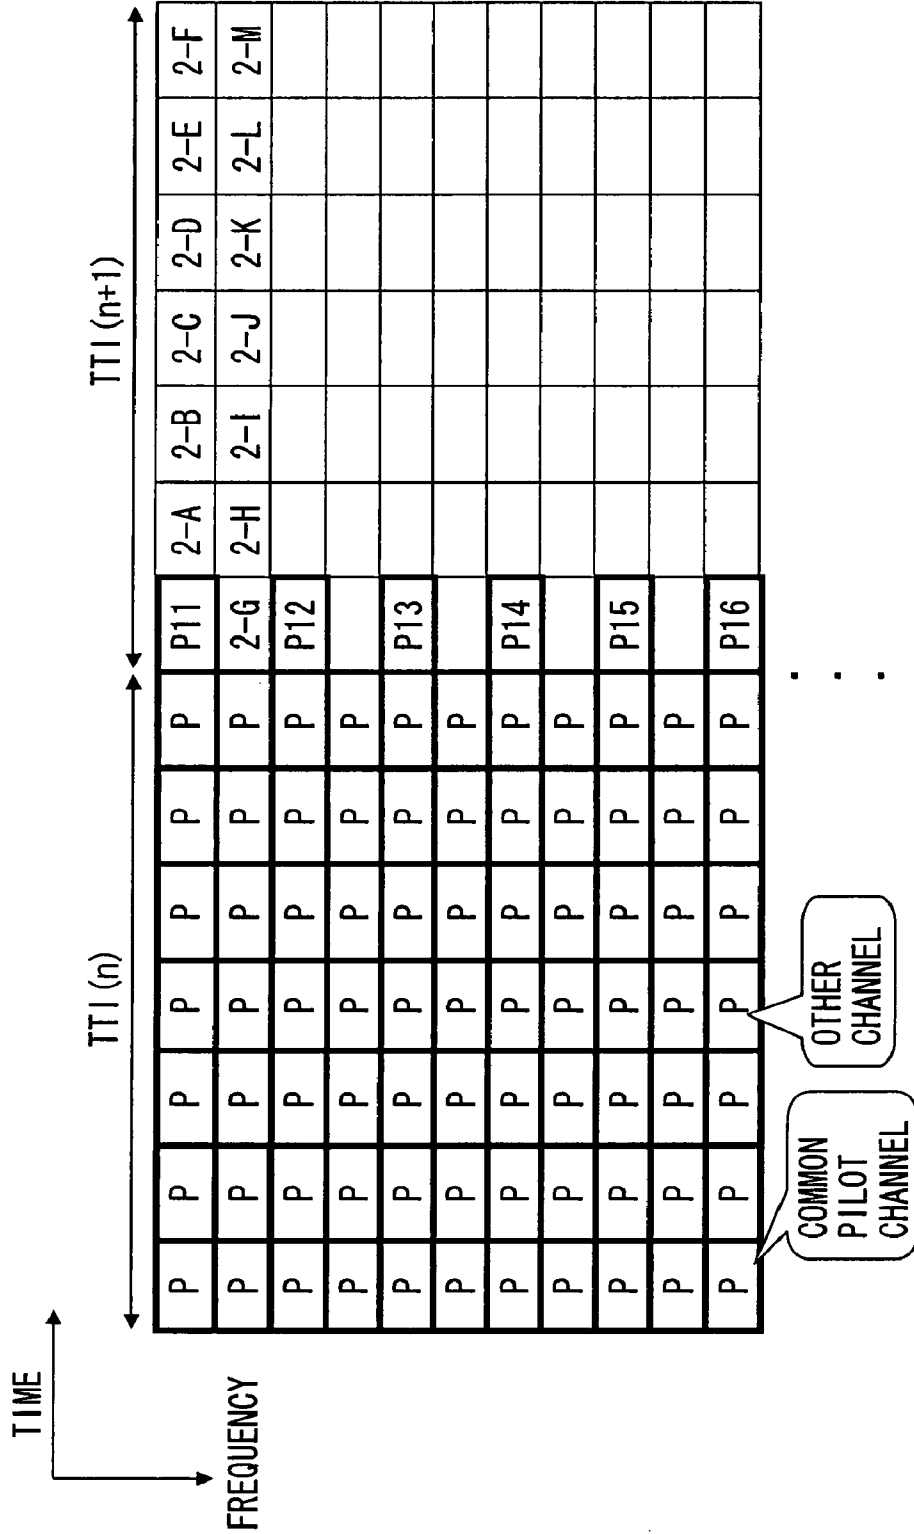 TIME
FREQUENCY
TTI(n)
TTI(n+1)
P P P P P P P P11 2-A 2-B 2-C 2-D 2-E 2-F
P P P P P P P 2-G 2-H 2-I 2-J 2-K 2-L 2-M
P P P P P P P P12
P P P P P P P
P P P P P P P P13
P P P P P P P
P P P P P P P P14
P P P P P P P
P P P P P P P P15
P P P P P P P
P P P P P P P P16
. . .
COMMON
PILOT
CHANNEL
OTHER
CHANNEL